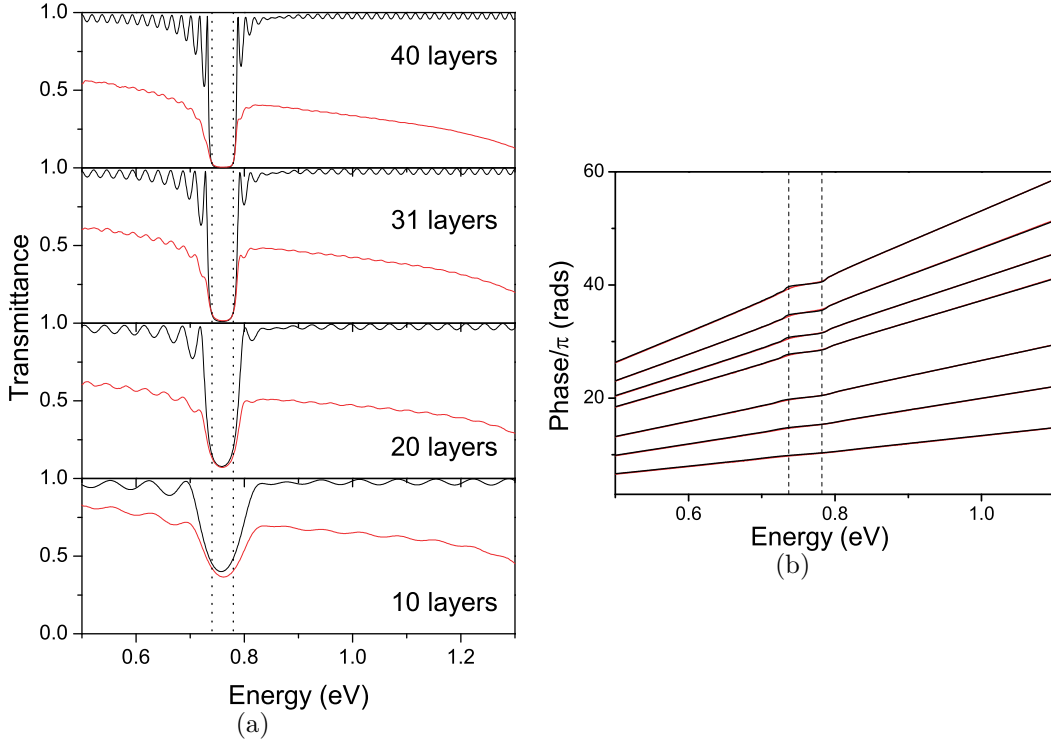 1.0
40 layers
0.5
1.0
31 layers
0.5
1.0
20 layers
0.5
1.0
10 layers
0.5
0.0
0.6 0.8 1.0 1.2
Transmittance
Energy (eV)
(a)
60
40
20
0.6 0.8 1.0
Phase/π (rads)
Energy (eV)
(b)